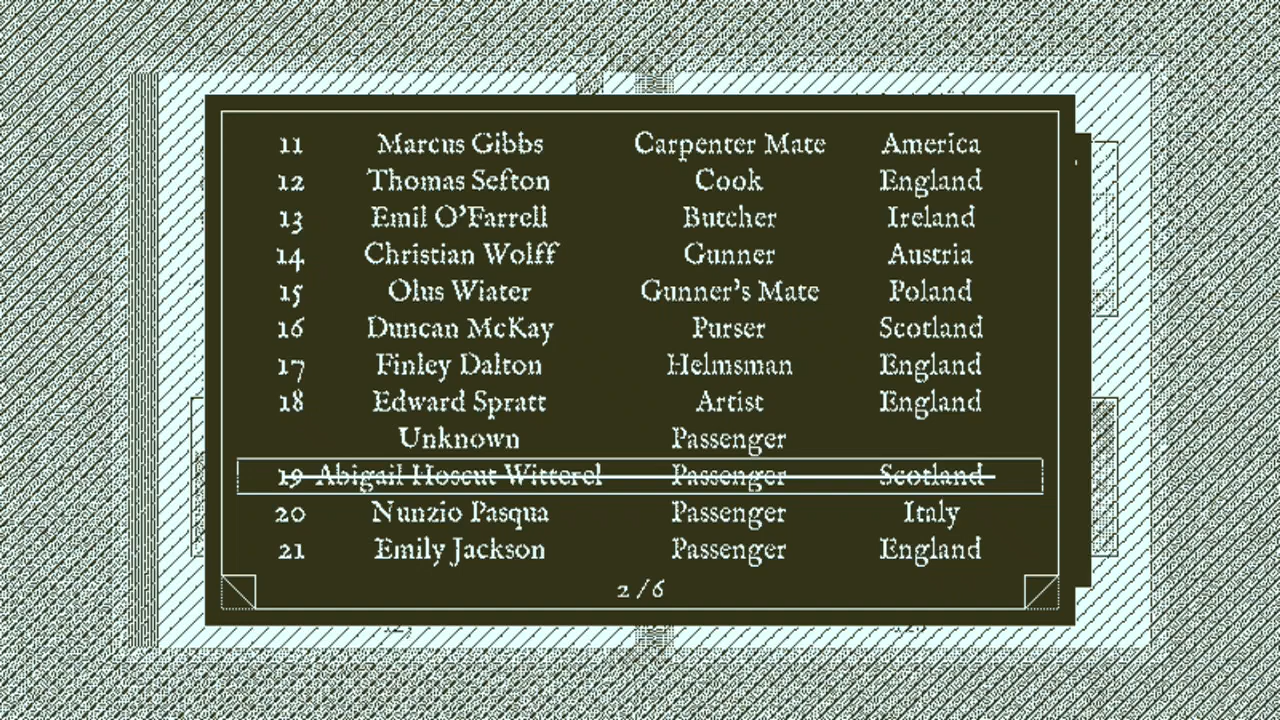 11 Marcus Gibbs Carpenter Mate America
12 Thomas Sefton Cook England
13 Emil O'Farrell Butcher Ireland
14 Christian Wolff Gunner Austria
15 Olus Wiater Gunner's Mate Poland
16 Duncan McKay Purser Scotland
17 Finley Dalton Helmsman England
18 Edward Spratt Artist England
Unknown Passenger
19 Abigail Hoscut Witterel Passenger Scotland
20 Nunzio Pasqua Passenger Italy
21 Emily Jackson Passenger England
2/6